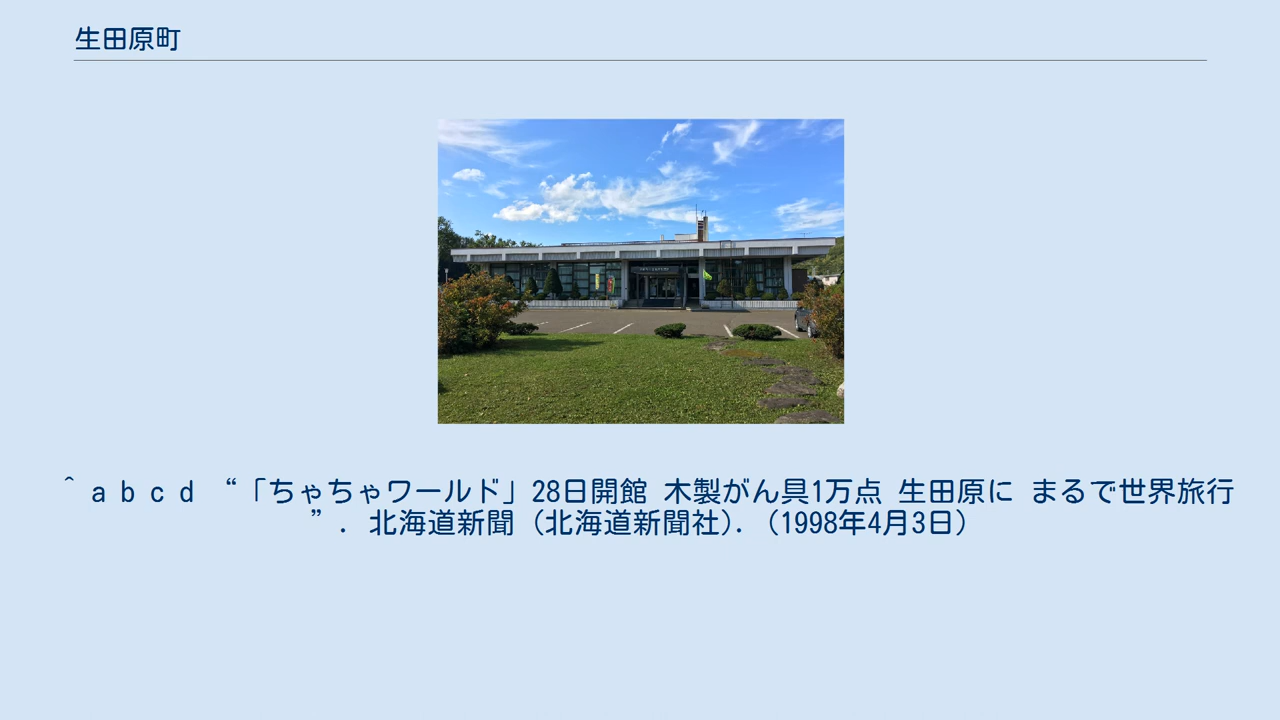 生田原町
^ a b c d “「ちゃちゃワールド」28日開館 木製がん具1万点 生田原に まるで世界旅行
”. 北海道新聞 (北海道新聞社). (1998年4月3日)